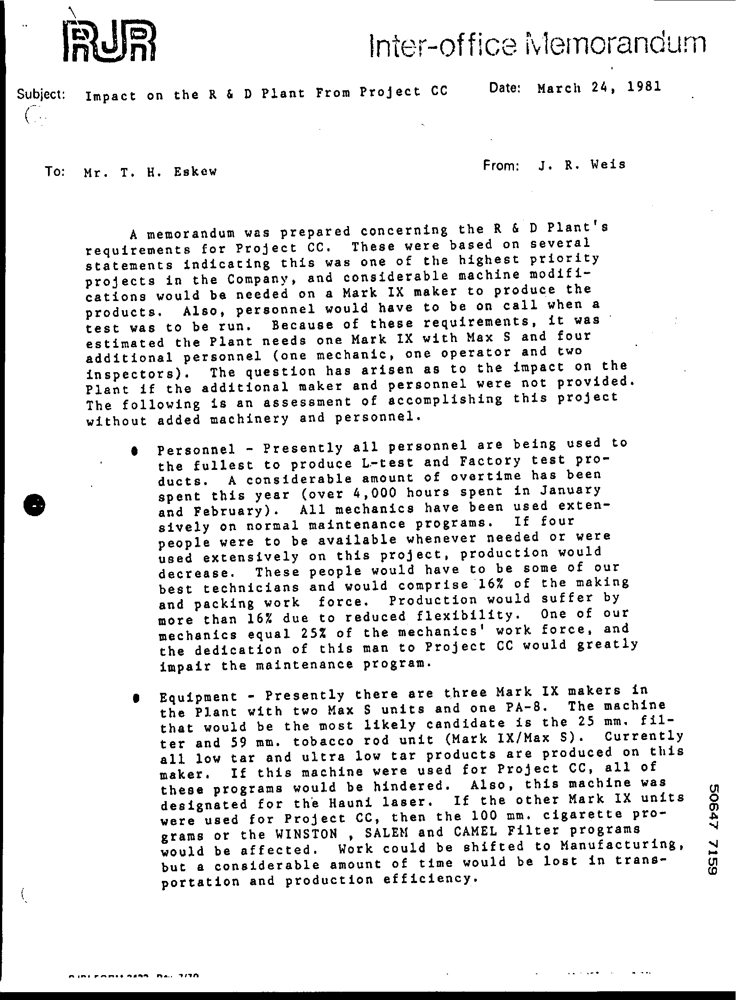 RJR
Inter-office Memorandum
Subject: Impact on the R & D Plant From Project CC Date: March 24, 1981
To: Mr. T. H. Eskew From: J. R. Weis
A memorandum was prepared concerning the R & D Plant's
requirements for Project CC. These were based on several
statements indicating this was one of the highest priority
projects in the Company, and considerable machine modifi-
cations would be needed on a Mark IX maker to produce the
products. Also, personnel would have to be on call when a
test was to be run. Because of these requirements, it was
estimated the Plant needs one Mark IX with Max S and four
additional personnel (one mechanic, one operator and two
inspectors). The question has arisen as to the impact on the
Plant if the additional maker and personnel were not provided.
The following is an assessment of accomplishing this project
without added machinery and personnel.
● Personnel - Presently all personnel are being used to
the fullest to produce L-test and Factory test pro-
ducts. A considerable amount of overtime has been
spent this year (over 4,000 hours spent in January
and February). All mechanics have been used exten-
sively on normal maintenance programs. If four
people were to be available whenever needed or were
used extensively on this project, production would
decrease. These people would have to be some of our
best technicians and would comprise 16% of the making
and packing work force. Production would suffer by
more than 16% due to reduced flexibility. One of our
mechanics equal 25% of the mechanics' work force, and
the dedication of this man to Project CC would greatly
impair the maintenance program.
● Equipment - Presently there are three Mark IX makers in
the Plant with two Max S units and one PA-8. The machine
that would be the most likely candidate is the 25 mm. fil-
ter and 59 mm. tobacco rod unit (Mark IX/Max S). Currently
all low tar and ultra low tar products are produced on this
maker. If this machine were used for Project CC, all of
these programs would be hindered. Also, this machine was
designated for the Hauni laser. If the other Mark IX units
were used for Project CC, then the 100 mm. cigarette pro-
grams or the WINSTON , SALEM and CAMEL Filter programs
would be affected. Work could be shifted to Manufacturing,
but a considerable amount of time would be lost in trans-
portation and production efficiency.
50647 7159